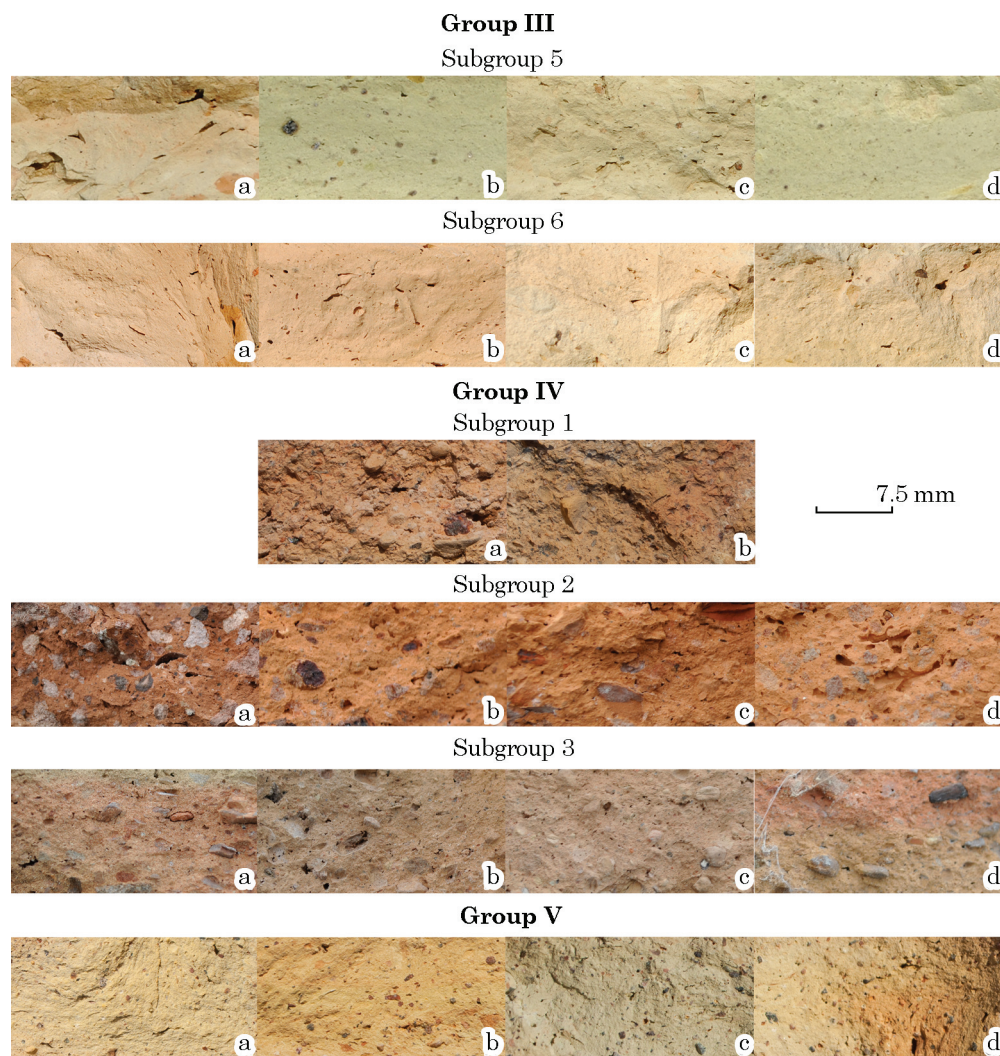 Group III
Subgroup 5
a b c d
Subgroup 6
a b c d
Group IV
Subgroup 1
a b
7.5 mm
Subgroup 2
a b c d
Subgroup 3
a b c d
Group V
a b c d